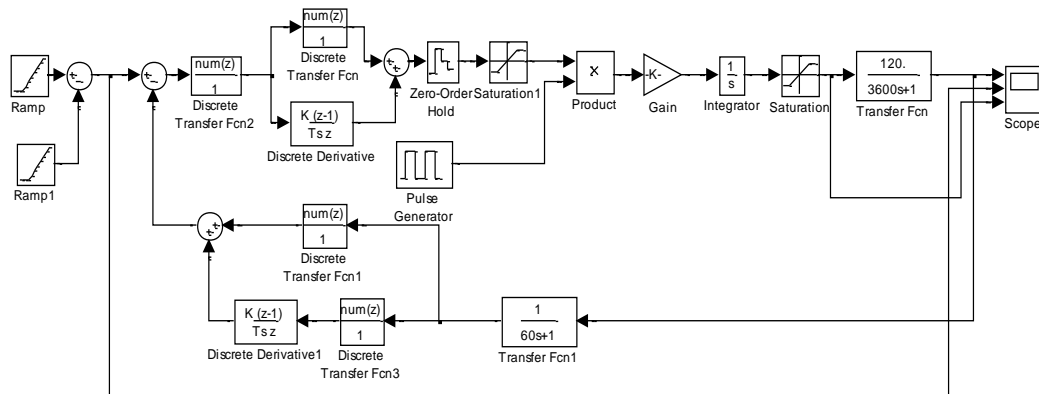 Ramp
Ramp1
num(z)
1
Discrete
Transfer Fcn2
num(z)
1
Discrete
Transfer Fcn
K (z-1)
Ts z
Discrete Derivative
Zero-Order
Hold
Saturation1
Pulse
Generator
x
Product
-K-
Gain
1
s
Integrator
Saturation
120.
3600s+1
Transfer Fcn
Scope
num(z)
1
Discrete
Transfer Fcn1
K (z-1)
Ts z
Discrete Derivative1
num(z)
1
Discrete
Transfer Fcn3
1
60s+1
Transfer Fcn1